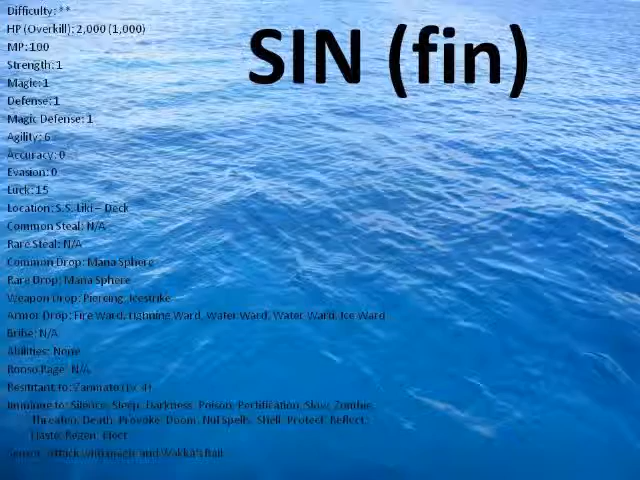 SIN (fin)
Difficulty: **
HP (Overkill): 2,000 (1,000)
MP: 100
Strength: 1
Magic: 1
Defense: 1
Magic Defense: 1
Agility: 6
Accuracy: 0
Evasion: 0
Luck: 15
Location: S.S. Liki – Deck
Common Steal: N/A
Rare Steal: N/A
Common Drop: Mana Sphere
Rare Drop: Mana Sphere
Weapon Drop: Piercing, Icestrike
Armor Drop: Fire Ward, Lightning Ward, Water Ward, Water Ward, Ice Ward
Bribe: N/A
Abilities: None
Ronso Rage: N/A
Resistant to: Zanmato
Immune to: Silence, Sleep, Darkness, Poison, Petrification, Slow, Zombie,
Threaten, Death, Provoke, Doom, Nul Spells, Shell, Protect, Reflect,
Haste, Regen, Eject
Sensor: attack with magic and Wakka's Ball